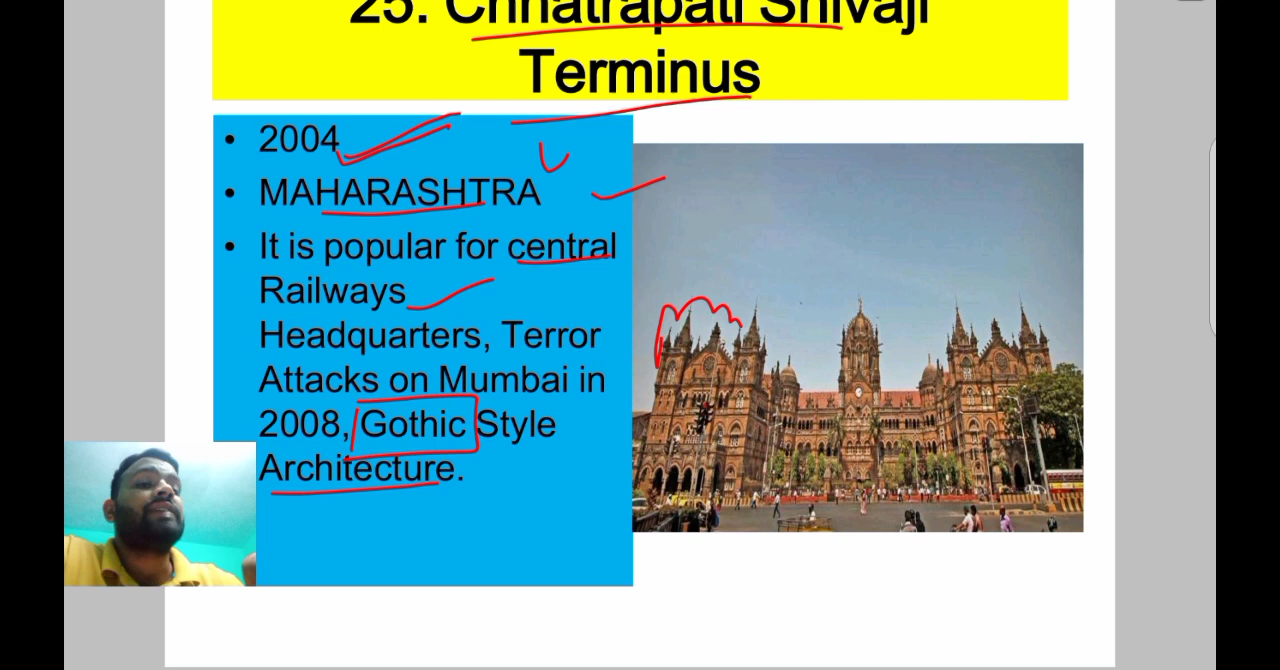 25. Chhatrapati Shivaji
Terminus
• 2004
• MAHARASHTRA
• It is popular for central
Railways
Headquarters, Terror
Attacks on Mumbai in
2008, Gothic Style
Architecture.